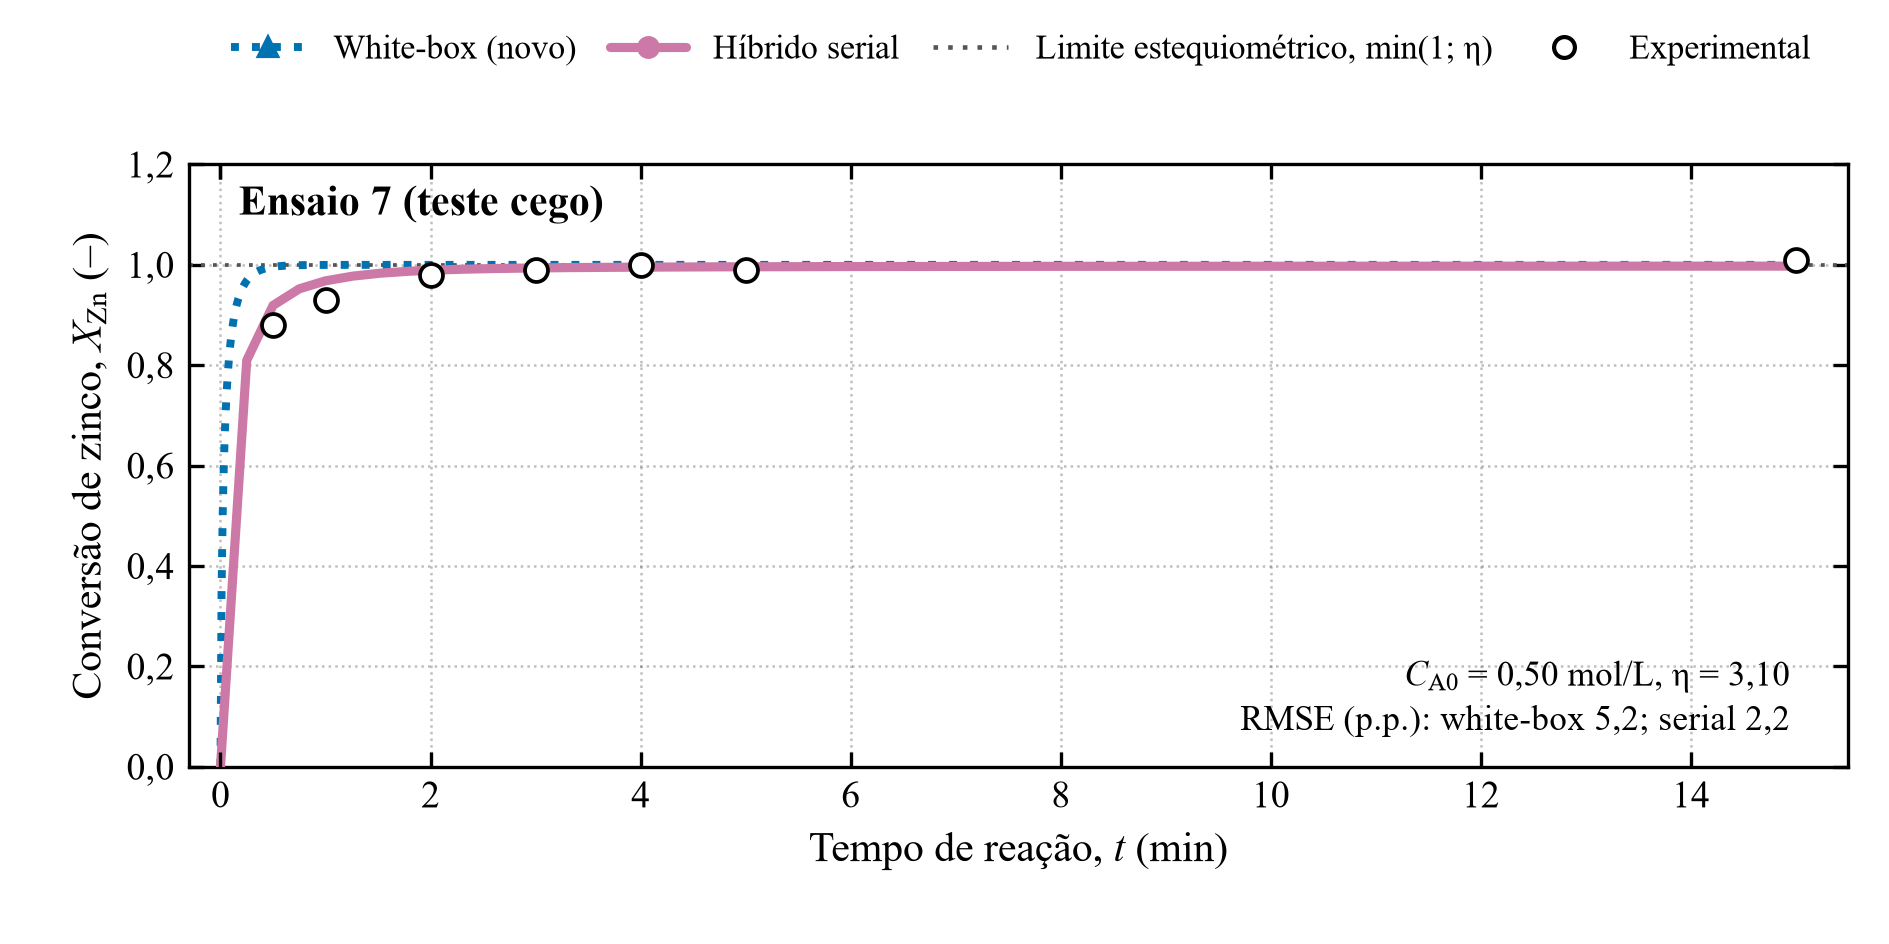 White-box (novo) Híbrido serial Limite estequiométrico, min(1; η) Experimental
Ensaio 7 (teste cego)
Conversão de zinco, X_Zn (−)
1,2
1,0
0,8
0,6
0,4
0,2
0,0
C_A0 = 0,50 mol/L, η = 3,10
RMSE (p.p.): white-box 5,2; serial 2,2
0 2 4 6 8 10 12 14
Tempo de reação, t (min)